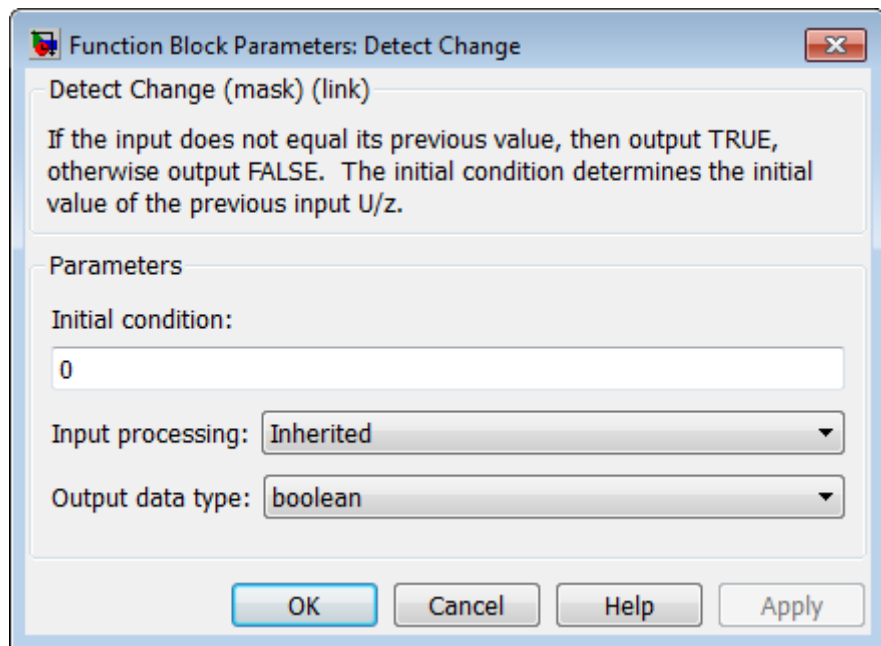 Function Block Parameters: Detect Change
Detect Change (mask) (link)
If the input does not equal its previous value, then output TRUE,
otherwise output FALSE.  The initial condition determines the initial
value of the previous input U/z.
Parameters
Initial condition:
0
Input processing: Inherited
Output data type: boolean
OK Cancel Help Apply